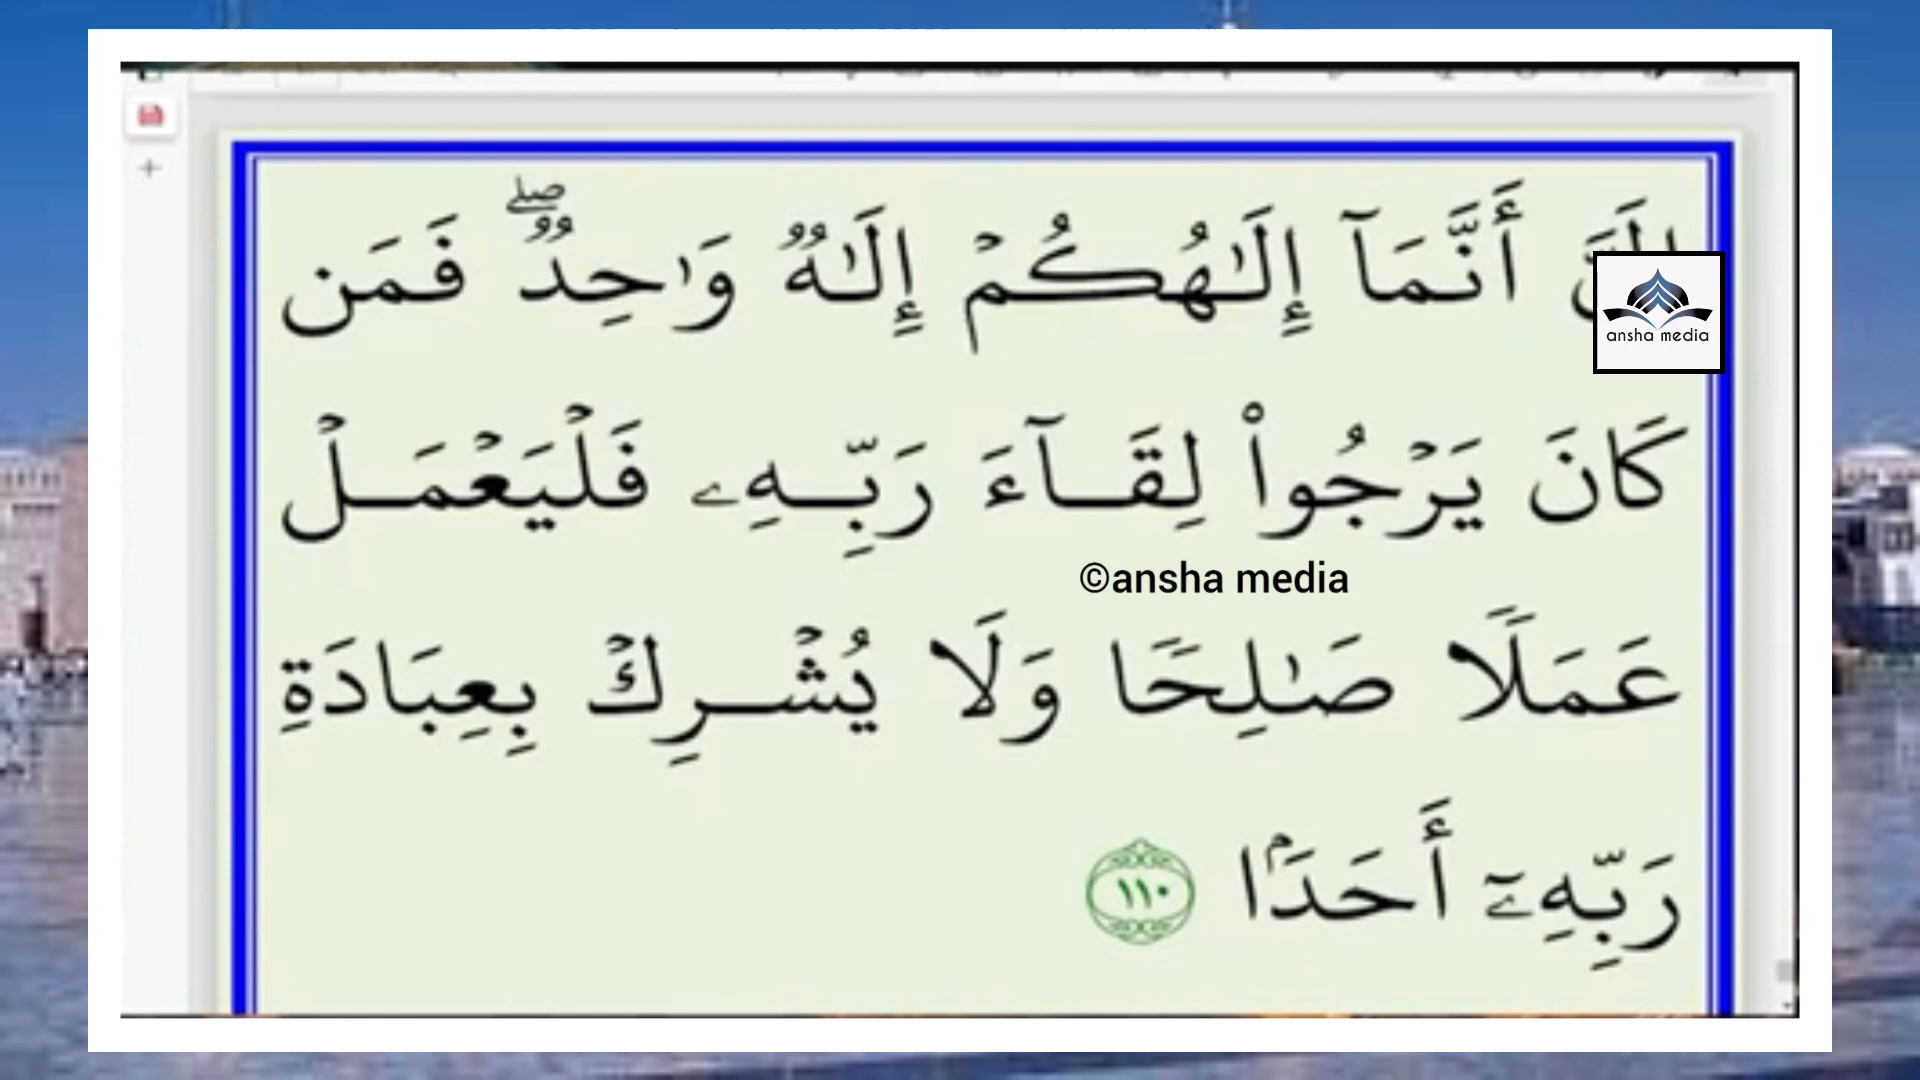 إِلَىَّ أَنَّمَآ إِلَٰهُكُمْ إِلَٰهٌ وَٰحِدٌ ۖ فَمَن
ansha media
كَانَ يَرْجُوا۟ لِقَآءَ رَبِّهِۦ فَلْيَعْمَلْ
©ansha media
عَمَلًا صَٰلِحًا وَلَا يُشْرِكْ بِعِبَادَةِ
رَبِّهِۦٓ أَحَدًۢا ١١٠